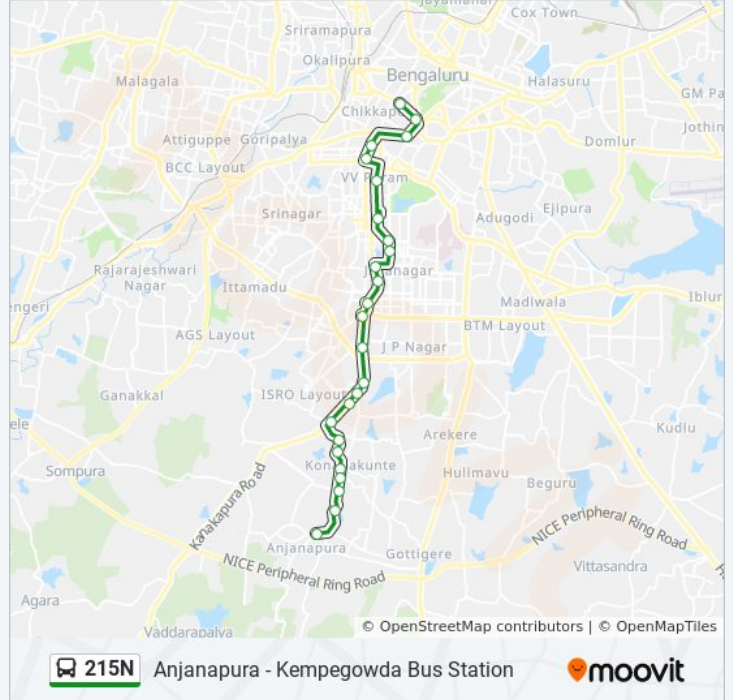 Jayamahal
Cox Town
Sriramapura
Okalipura
Bengaluru
Malagala
Halasuru
GM Pa
Chikkap
Jothin
Attiguppe
Goripalya
Domlur
BCC Layout
VV Puram
Srinagar
Ejipura
Adugodi
Rajarajeshwari
Nagar
Jayanagar
engeri
Ittamadu
Iblur
Madiwala
BTM Layout
AGS Layout
J P Nagar
Ganakkal
ISRO Layout
ele
Kudlu
Arekere
Sompura
Konanakunte
Hulimavu
Beguru
Kanakapura Road
NICE Peripheral Ring Road
Anjanapura
Gottigere
Vittasandra
NICE Peripheral Ring Road
H
Agara
Vaddarapalya
© OpenStreetMap contributors | © OpenMapTiles
215N Anjanapura - Kempegowda Bus Station
moovit